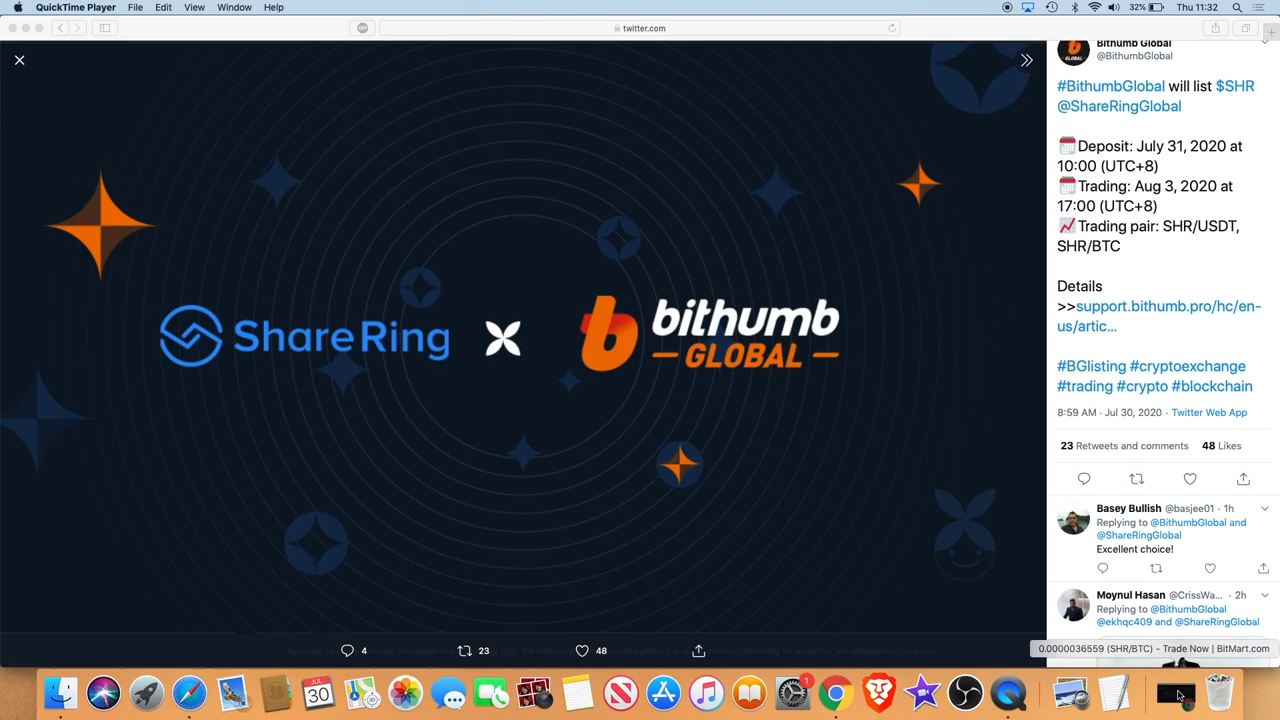 QuickTime Player File Edit View Window Help
32% Thu 11:32
twitter.com
ShareRing
bithumb
GLOBAL
4 23 48
Bithumb Global
@BithumbGlobal
#BithumbGlobal will list $SHR
@ShareRingGlobal
Deposit: July 31, 2020 at
10:00 (UTC+8)
Trading: Aug 3, 2020 at
17:00 (UTC+8)
Trading pair: SHR/USDT,
SHR/BTC
Details
>>support.bithumb.pro/hc/en-
us/artic...
#BGlisting #cryptoexchange
#trading #crypto #blockchain
8:59 AM · Jul 30, 2020 · Twitter Web App
23 Retweets and comments 48 Likes
Basey Bullish @basjee01 · 1h
Replying to @BithumbGlobal and
@ShareRingGlobal
Excellent choice!
Moynul Hasan @CrissWa... · 2h
Replying to @BithumbGlobal
@ekhqc409 and @ShareRingGlobal
0.0000036559 (SHR/BTC) - Trade Now | BitMart.com
JUL
30
1